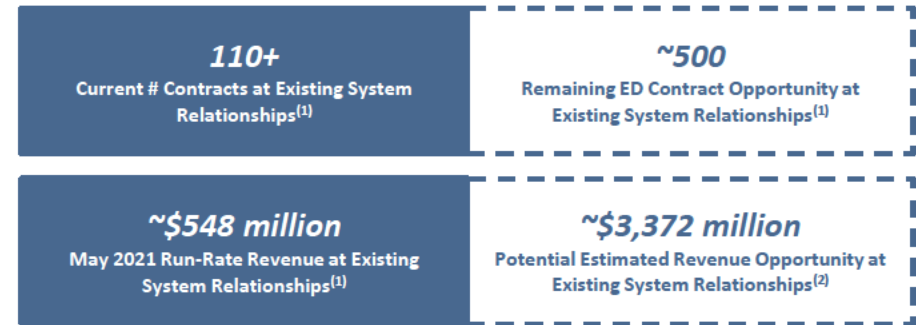 110+
Current # Contracts at Existing System
Relationships(1)
~500
Remaining ED Contract Opportunity at
Existing System Relationships(1)
~$548 million
May 2021 Run-Rate Revenue at Existing
System Relationships(1)
~$3,372 million
Potential Estimated Revenue Opportunity at
Existing System Relationships(2)